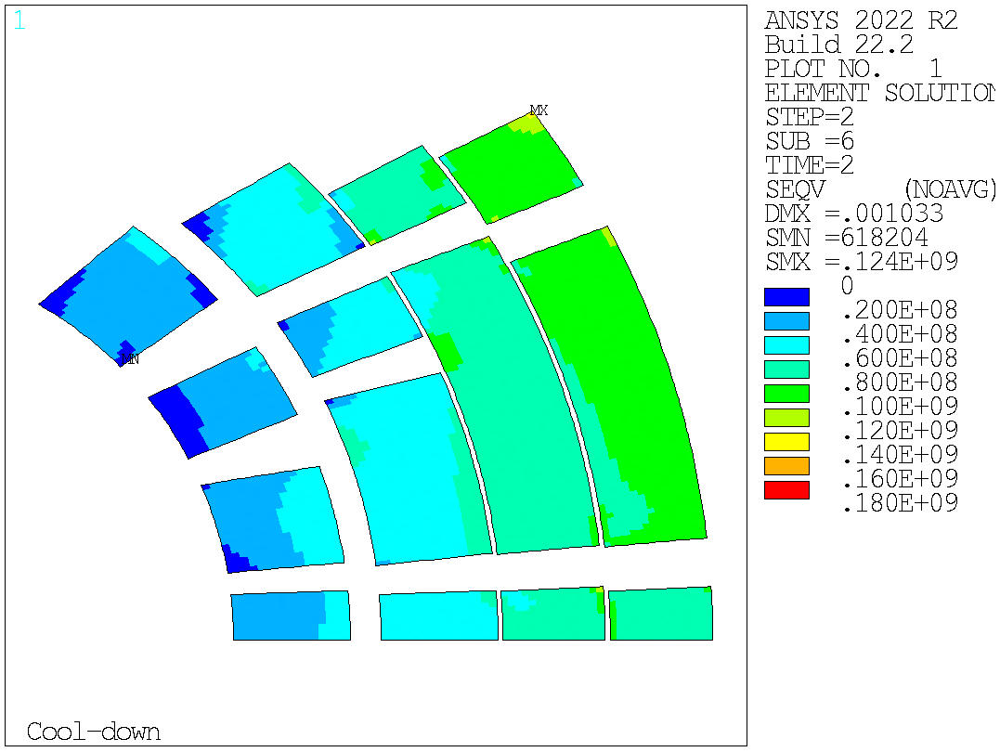 1
ANSYS 2022 R2
Build 22.2
PLOT NO. 1
ELEMENT SOLUTION
STEP=2
SUB =6
TIME=2
SEQV (NOAVG)
DMX =.001033
SMN =618204
SMX =.124E+09
0
.200E+08
.400E+08
.600E+08
.800E+08
.100E+09
.120E+09
.140E+09
.160E+09
.180E+09
MX
MN
Cool-down